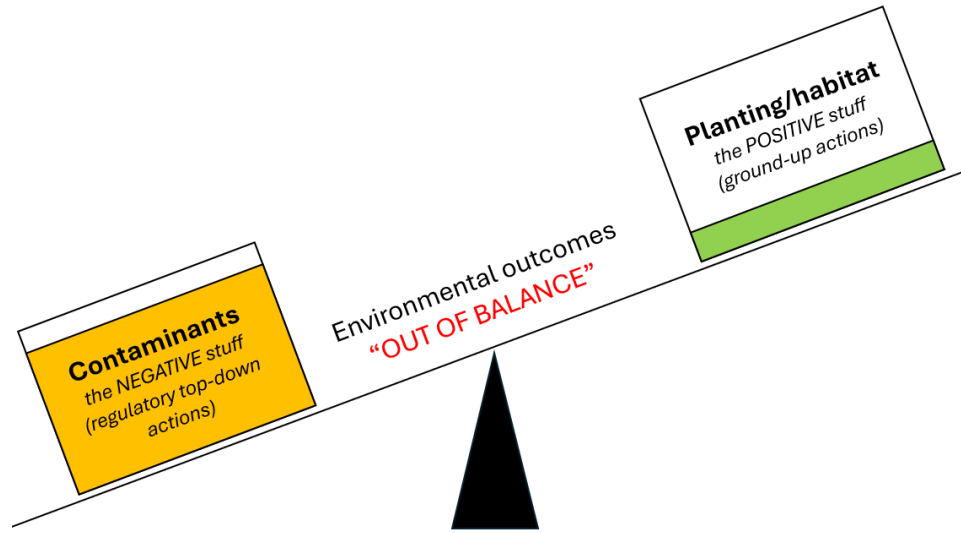 Planting/habitat
the POSITIVE stuff
(ground-up actions)
Environmental outcomes
“OUT OF BALANCE”
Contaminants
the NEGATIVE stuff
(regulatory top-down
actions)